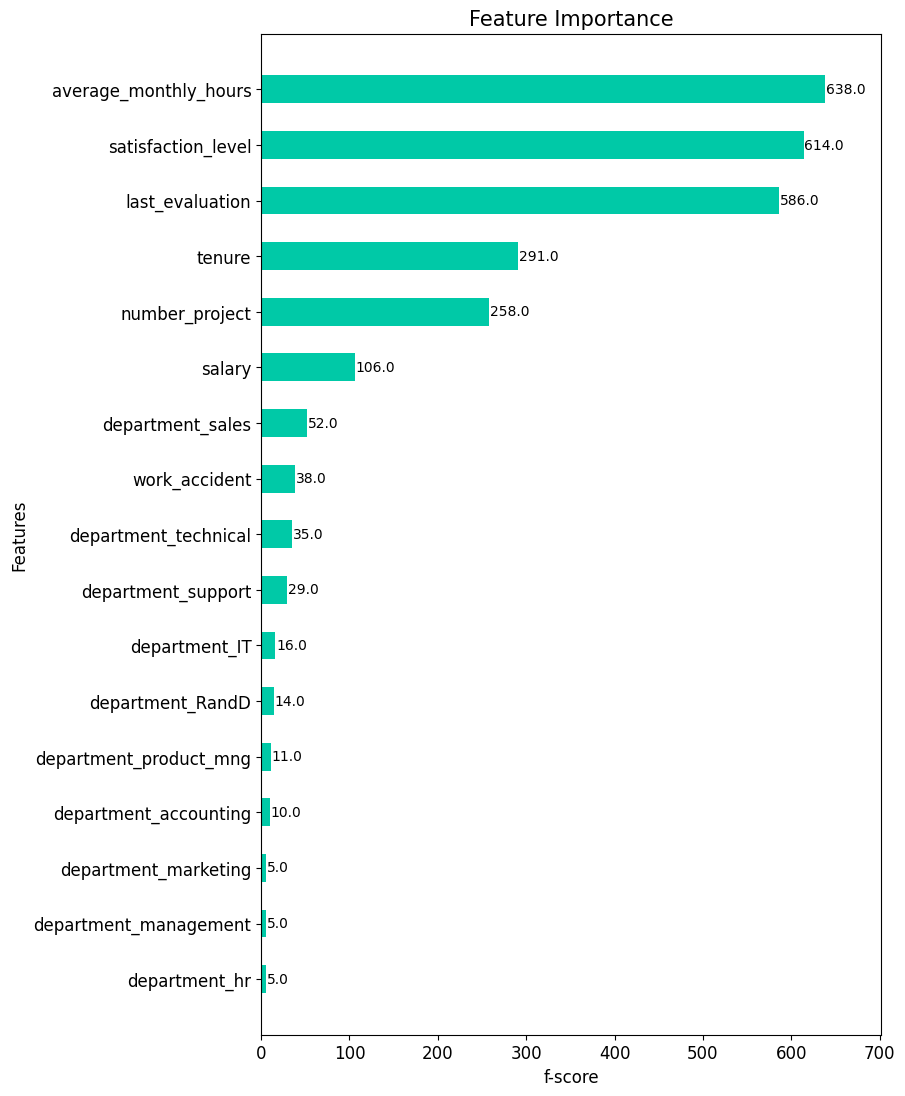 Feature Importance
average_monthly_hours 638.0
satisfaction_level 614.0
last_evaluation 586.0
tenure 291.0
number_project 258.0
salary 106.0
department_sales 52.0
work_accident 38.0
department_technical 35.0
department_support 29.0
department_IT 16.0
department_RandD 14.0
department_product_mng 11.0
department_accounting 10.0
department_marketing 5.0
department_management 5.0
department_hr 5.0
Features
0 100 200 300 400 500 600 700
f-score